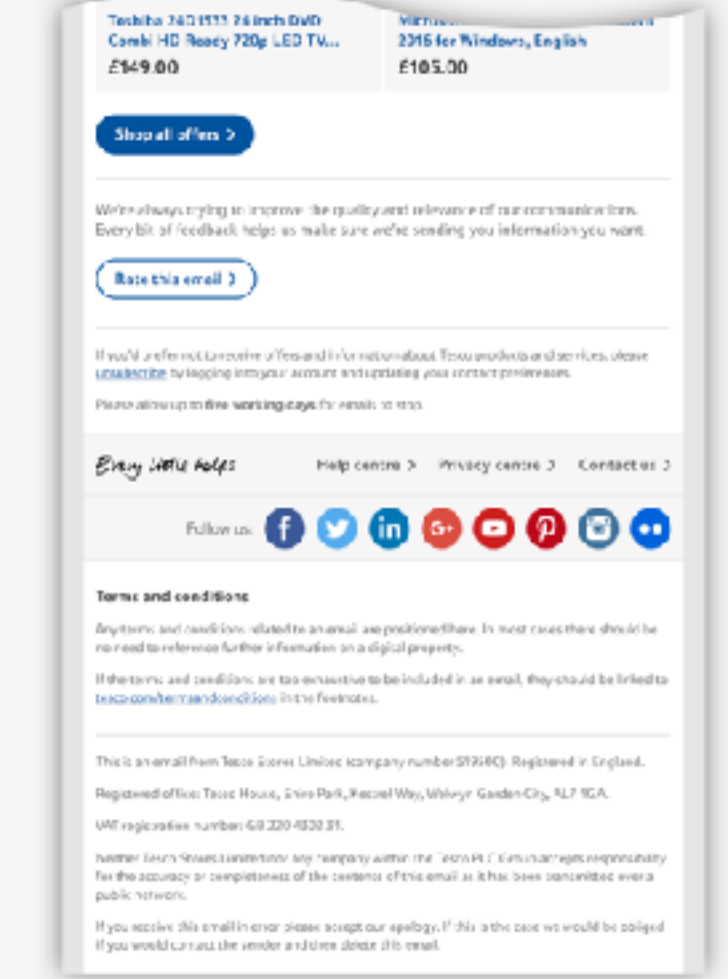 Toshiba 24D1533 24 inch DVD
Combi HD Ready 720p LED TV...
£149.00
2016 for Windows, English
£105.00
Shop all offers
We're always trying to improve the quality and relevance of our communications.
Every bit of feedback helps us make sure we're sending you information you want.
Rate this email
If you'd prefer not to receive offers and information about Tesco products and services, please
unsubscribe by logging into your account and updating your contact preferences.
Please allow up to five working days for emails to stop.
Every little helps
Help centre
Privacy centre
Contact us
Follow us:
f
in
G+
Terms and conditions
Any terms and conditions related to an email are positioned here. In most cases there should be
no need to reference further information on a digital property.
If the terms and conditions are too exhaustive to be included in an email, they should be linked to
tesco.com/termsandconditions in the footnotes.
This is an email from Tesco Stores Limited (company number). Registered in England.
Registered office: Tesco House, Shire Park, Kestrel Way, Welwyn Garden City, AL7 1GA.
VAT registration number: GB 220 4302 31.
Neither Tesco Stores Limited nor any company within the Tesco PLC Group accepts responsibility
for the accuracy or completeness of the contents of this email as it has been transmitted over a
public network.
If you receive this email in error please accept our apology. If this is the case we would be obliged
if you would contact the sender and then delete this email.